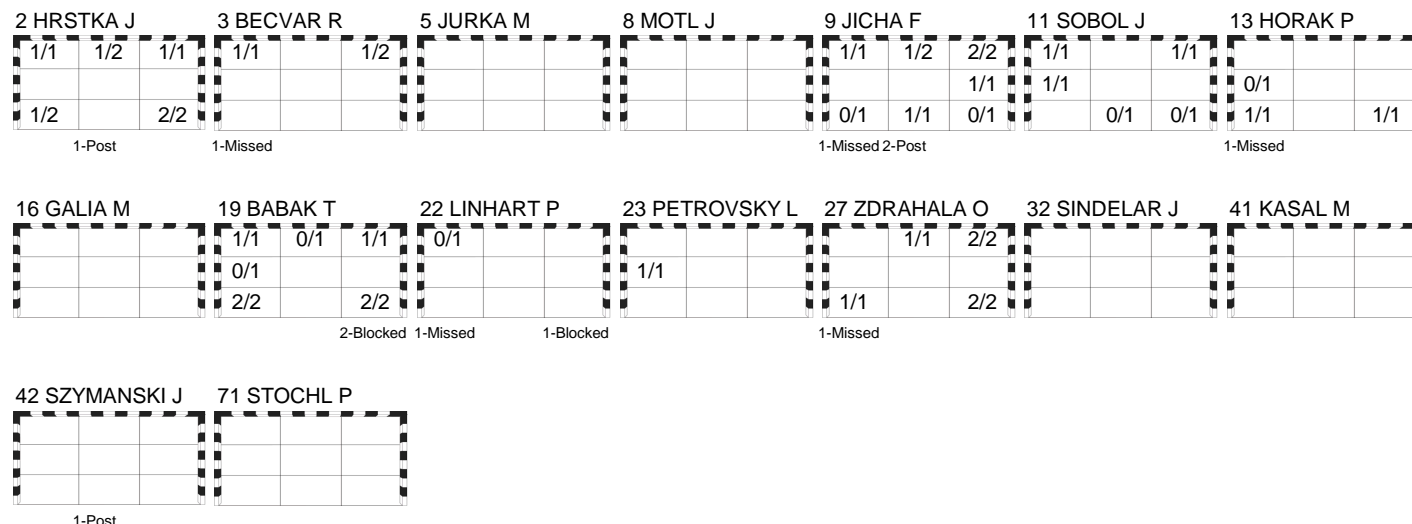 2 HRSTKA J 3 BECVAR R 5 JURKA M 8 MOTL J 9 JICHA F 11 SOBOL J 13 HORAK P
1/1 1/2 1/1 1/1 1/2 1/1 1/2 2/2 1/1 1/1
1/1 1/1 0/1
1/2 2/2 0/1 1/1 0/1 0/1 0/1 1/1 1/1
1-Post 1-Missed 1-Missed 2-Post 1-Missed
16 GALIA M 19 BABAK T 22 LINHART P 23 PETROVSKY L 27 ZDRAHALA O 32 SINDELAR J 41 KASAL M
1/1 0/1 1/1 0/1 1/1 2/2
0/1 1/1
2/2 2/2 1/1 2/2
2-Blocked 1-Missed 1-Blocked 1-Missed
42 SZYMANSKI J 71 STOCHL P
1-Post